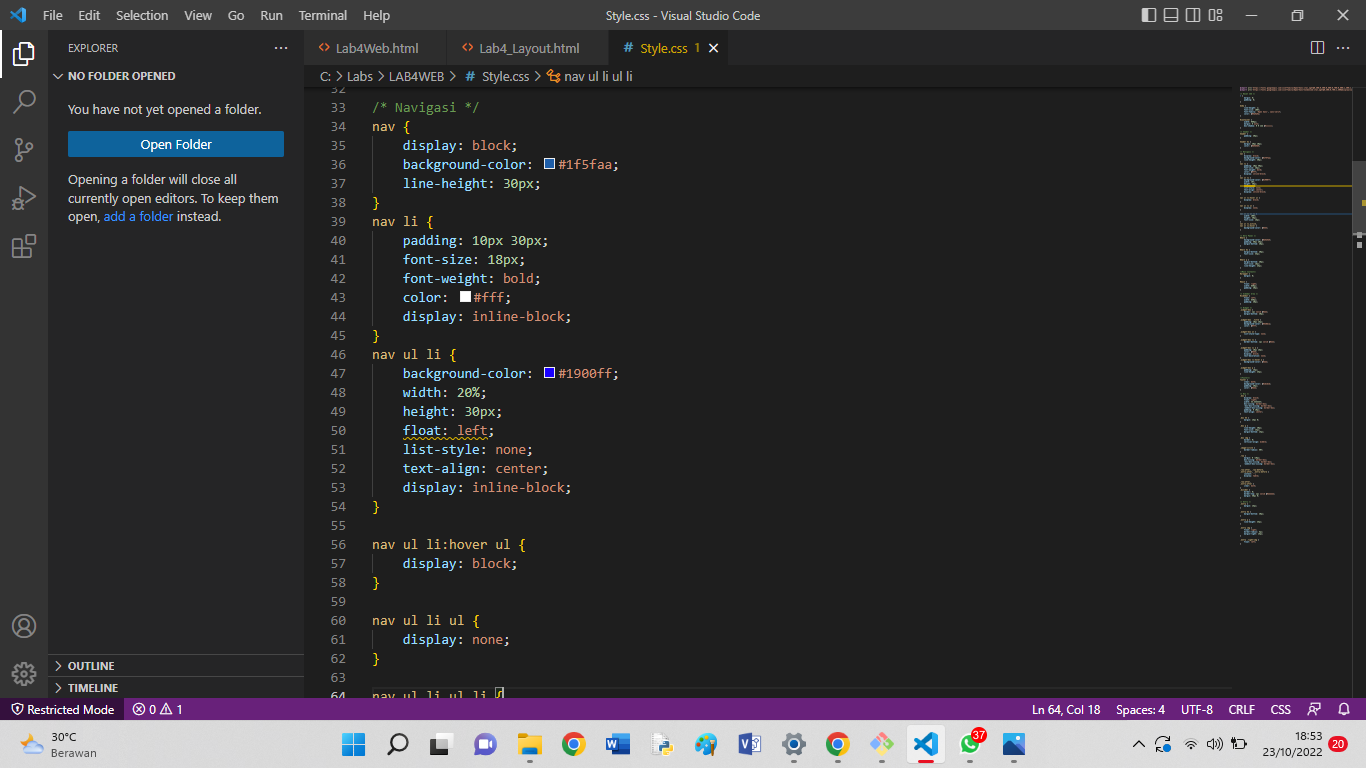 File Edit Selection View Go Run Terminal Help Style.css - Visual Studio Code
EXPLORER
NO FOLDER OPENED
You have not yet opened a folder.
Open Folder
Opening a folder will close all
currently open editors. To keep them
open, add a folder instead.
OUTLINE
TIMELINE
Lab4Web.html Lab4_Layout.html # Style.css 1
C: > Labs > LAB4WEB > # Style.css > nav ul li ul li
32
33 /* Navigasi */
34 nav {
35 display: block;
36 background-color: #1f5faa;
37 line-height: 30px;
38 }
39 nav li {
40 padding: 10px 30px;
41 font-size: 18px;
42 font-weight: bold;
43 color: #fff;
44 display: inline-block;
45 }
46 nav ul li {
47 background-color: #1900ff;
48 width: 20%;
49 height: 30px;
50 float: left;
51 list-style: none;
52 text-align: center;
53 display: inline-block;
54 }
55
56 nav ul li:hover ul {
57 display: block;
58 }
59
60 nav ul li ul {
61 display: none;
62 }
63
64 nav ul li ul li {
Restricted Mode 0 1 Ln 64, Col 18 Spaces: 4 UTF-8 CRLF CSS
30°C
Berawan
37
18:53
23/10/2022
20